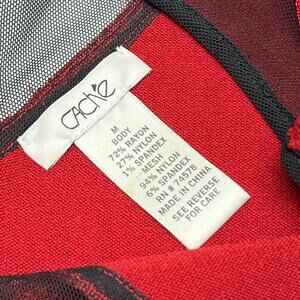 CACHÉ
M
BODY
72% RAYON
27% NYLON
1% SPANDEX
MESH
94% NYLON
6% SPANDEX
RN # 74578
MADE IN CHINA
SEE REVERSE
FOR CARE